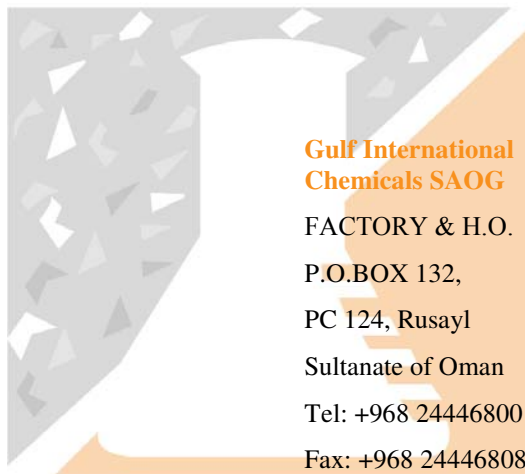 Gulf International
Chemicals SAOG
FACTORY & H.O.
P.O.BOX 132,
PC 124, Rusayl
Sultanate of Oman
Tel: +968 24446800
Fax: +968 24446808